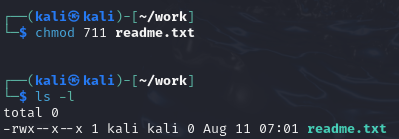 ┌──(kali㉿kali)-[~/work]
└─$ chmod 711 readme.txt
┌──(kali㉿kali)-[~/work]
└─$ ls -l
total 0
-rwx--x--x 1 kali kali 0 Aug 11 07:01 readme.txt